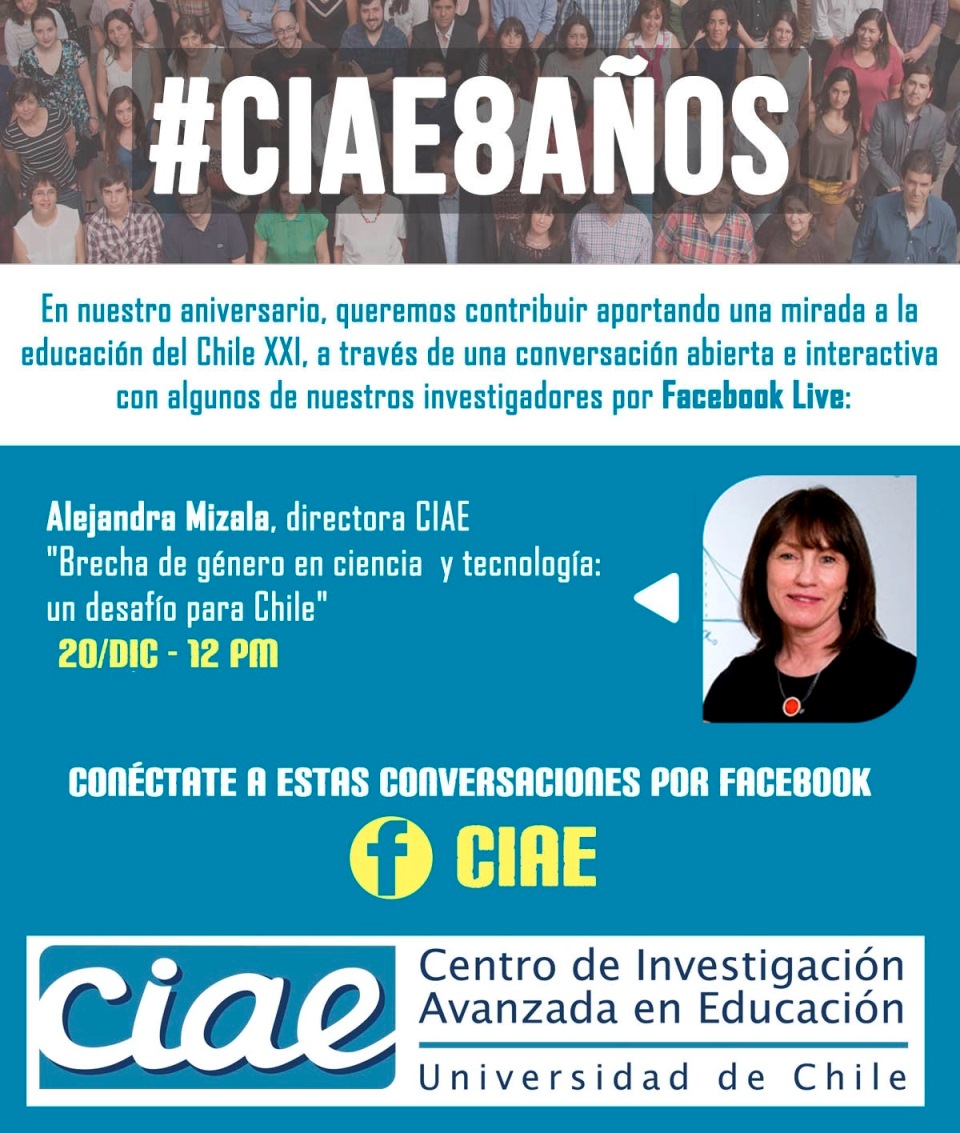 #CIAE8AÑOS
En nuestro aniversario, queremos contribuir aportando una mirada a la
educación del Chile XXI, a través de una conversación abierta e interactiva
con algunos de nuestros investigadores por Facebook Live:
Alejandra Mizala, directora CIAE
"Brecha de género en ciencia y tecnología:
un desafío para Chile"
20/DIC - 12 PM
CONÉCTATE A ESTAS CONVERSACIONES POR FACEBOOK
f CIAE
ciae
Centro de Investigación
Avanzada en Educación
Universidad de Chile